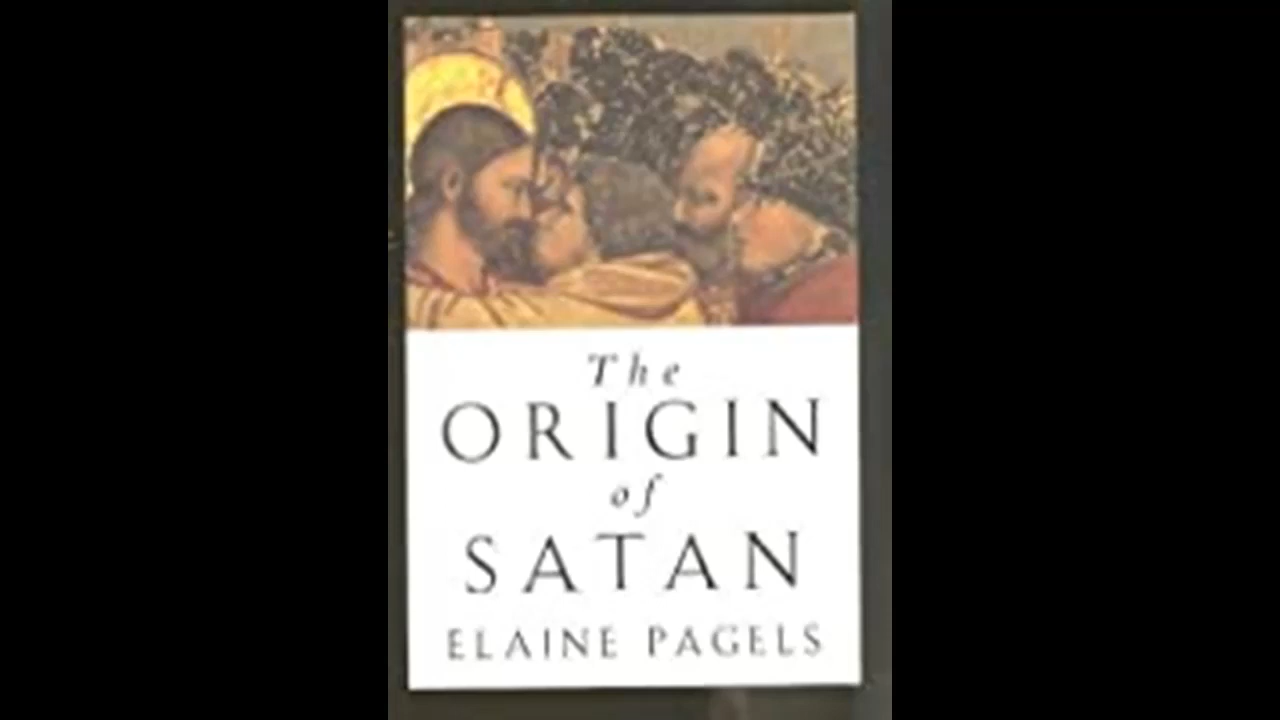 The
ORIGIN
of
SATAN
ELAINE PAGELS